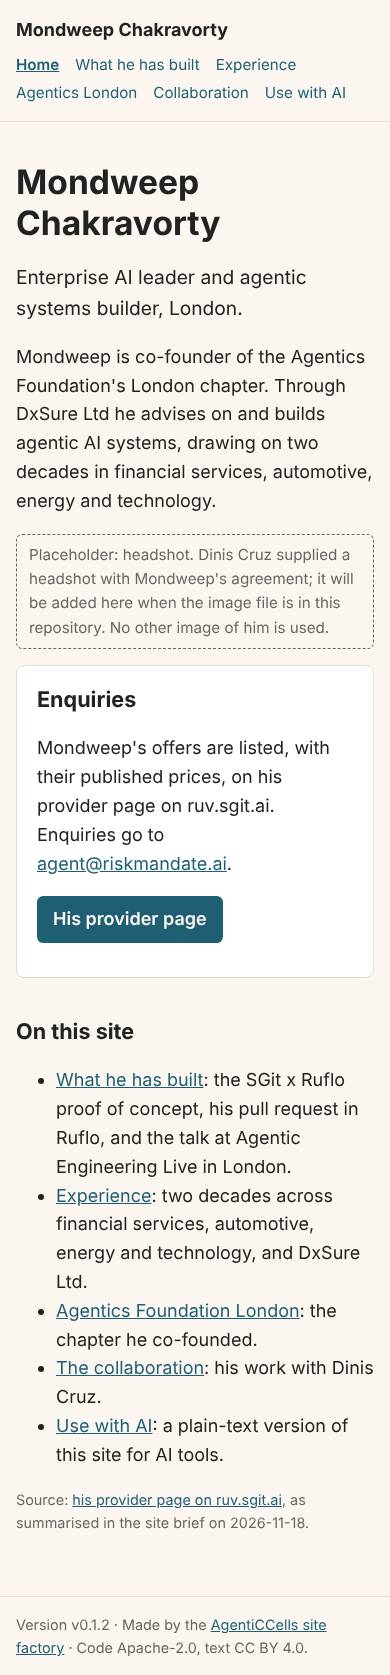 Mondweep Chakravorty
Home What he has built Experience
Agentics London Collaboration Use with AI
Mondweep
Chakravorty
Enterprise AI leader and agentic
systems builder, London.
Mondweep is co-founder of the Agentics
Foundation's London chapter. Through
DxSure Ltd he advises on and builds
agentic AI systems, drawing on two
decades in financial services, automotive,
energy and technology.
Placeholder: headshot. Dinis Cruz supplied a
headshot with Mondweep's agreement; it will
be added here when the image file is in this
repository. No other image of him is used.
Enquiries
Mondweep's offers are listed, with
their published prices, on his
provider page on ruv.sgit.ai.
Enquiries go to
agent@riskmandate.ai.
His provider page
On this site
• What he has built: the SGit x Ruflo
proof of concept, his pull request in
Ruflo, and the talk at Agentic
Engineering Live in London.
• Experience: two decades across
financial services, automotive,
energy and technology, and DxSure
Ltd.
• Agentics Foundation London: the
chapter he co-founded.
• The collaboration: his work with Dinis
Cruz.
• Use with AI: a plain-text version of
this site for AI tools.
Source: his provider page on ruv.sgit.ai, as
summarised in the site brief on 2026-11-18.
Version v0.1.2 · Made by the AgentiCCells site
factory · Code Apache-2.0, text CC BY 4.0.